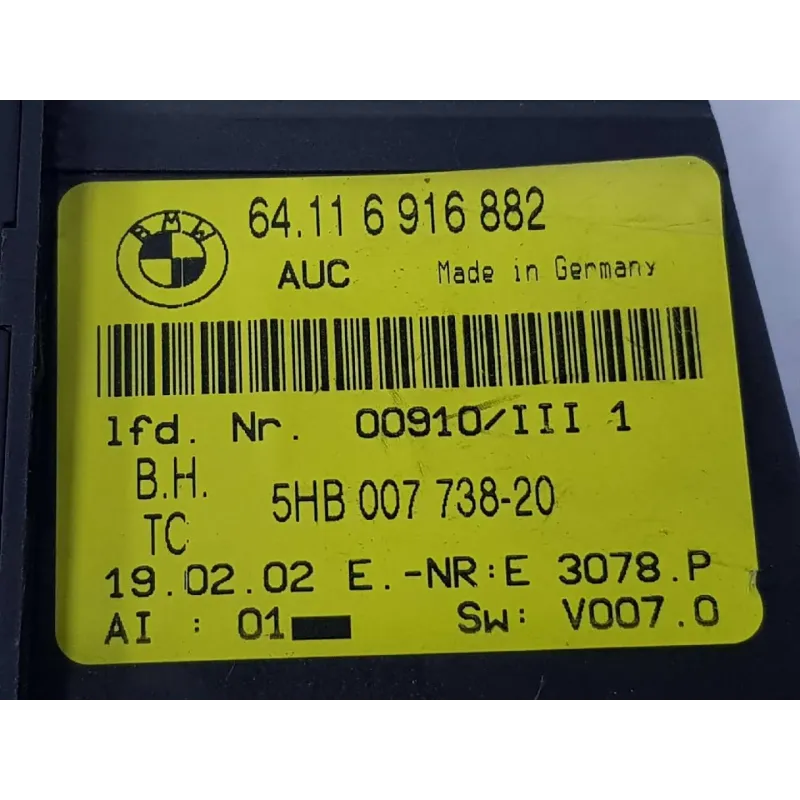 BMW
64.11 6 916 882
AUC Made in Germany
lfd. Nr. 00910/III 1
B.H.
5HB 007 738-20
TC
19.02.02 E.-NR:E 3078.P
AI : 01 SW: V007.0